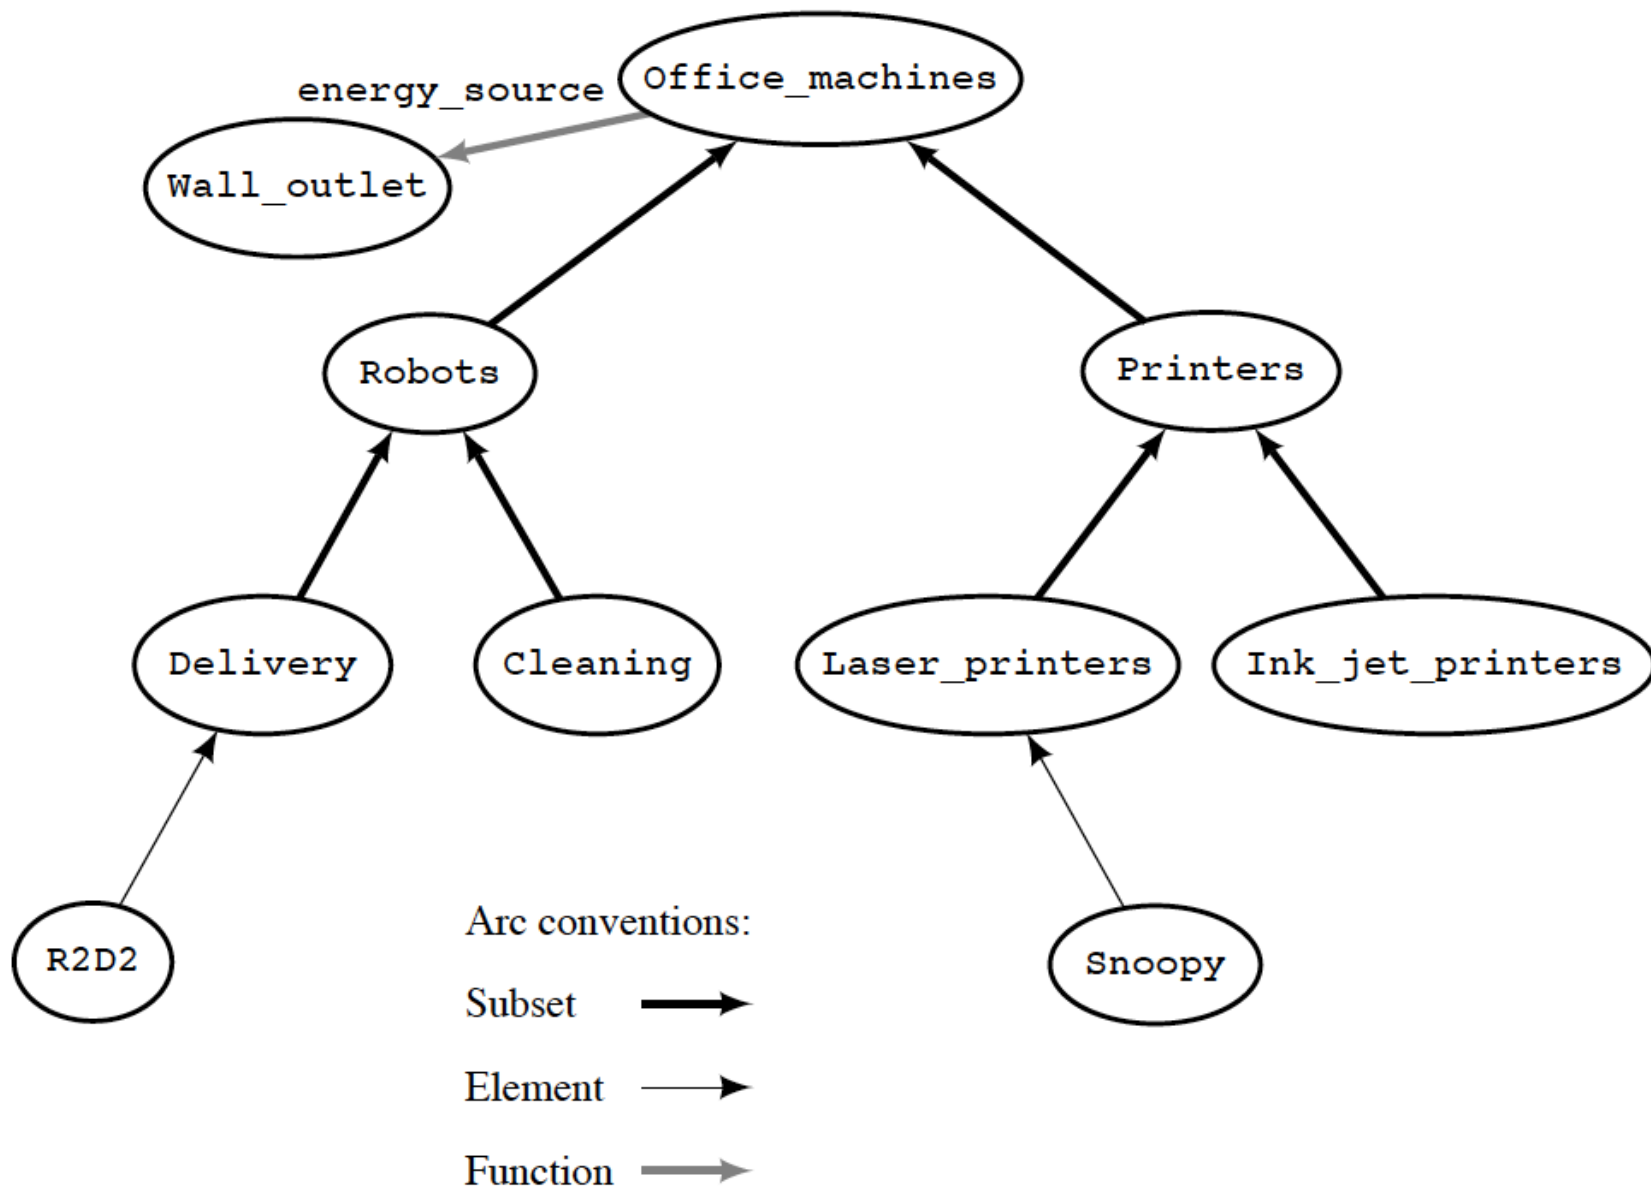 Office_machines
energy_source
Wall_outlet
Robots
Printers
Delivery
Cleaning
Laser_printers
Ink_jet_printers
R2D2
Snoopy
Arc conventions:
Subset
Element
Function